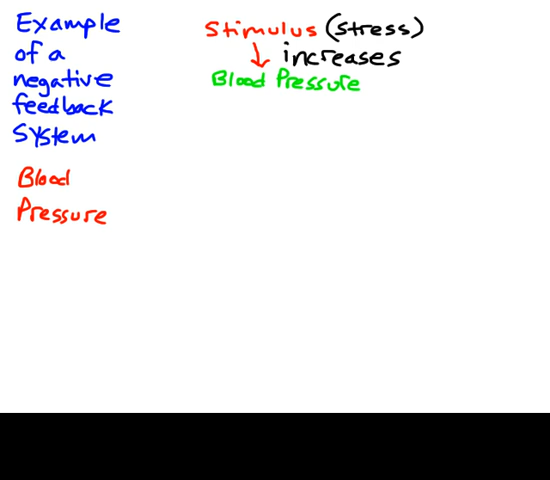 Example
of a
negative
feedback
system
Blood
Pressure
Stimulus (stress)
increases
Blood Pressure